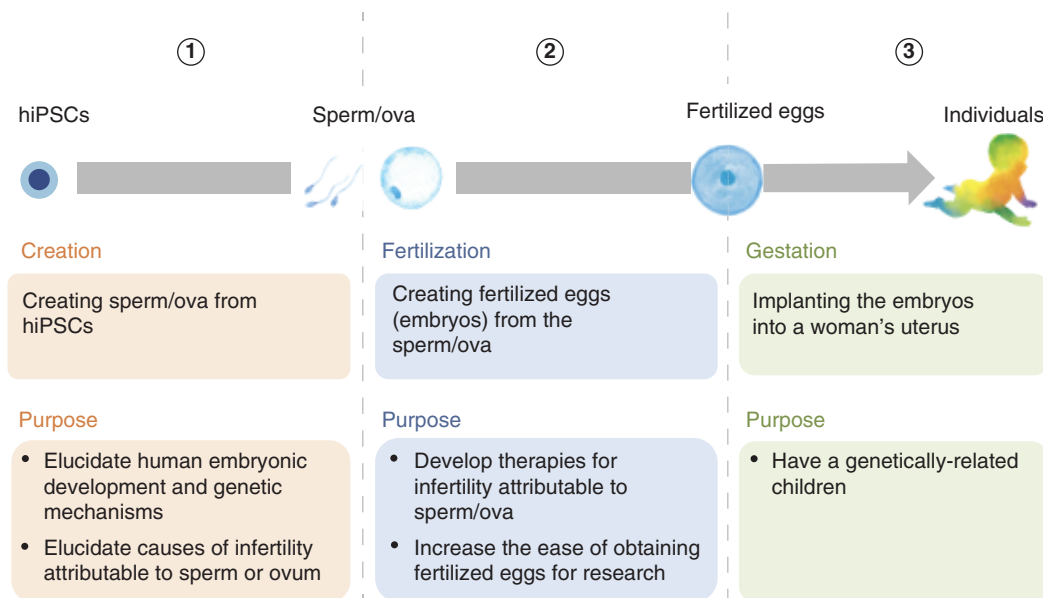 ①
②
③
hiPSCs
Sperm/ova
Fertilized eggs
Individuals
Creation
Creating sperm/ova from
hiPSCs
Fertilization
Creating fertilized eggs
(embryos) from the
sperm/ova
Gestation
Implanting the embryos
into a woman's uterus
Purpose
• Elucidate human embryonic
development and genetic
mechanisms
• Elucidate causes of infertility
attributable to sperm or ovum
Purpose
• Develop therapies for
infertility attributable to
sperm/ova
• Increase the ease of obtaining
fertilized eggs for research
Purpose
• Have a genetically-related
children